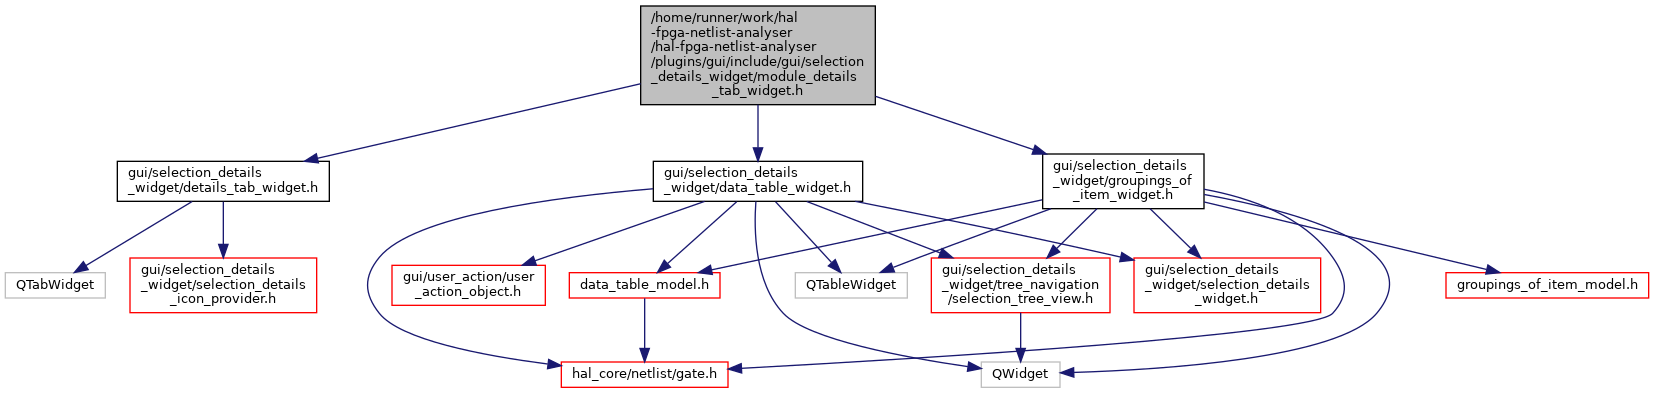 /home/runner/work/hal
-fpga-netlist-analyser
/hal-fpga-netlist-analyser
/plugins/gui/include/gui/selection
_details_widget/module_details
_tab_widget.h
gui/selection_details
_widget/details_tab_widget.h
gui/selection_details
_widget/data_table_widget.h
gui/selection_details
_widget/groupings_of
_item_widget.h
QTabWidget
gui/selection_details
_widget/selection_details
_icon_provider.h
gui/user_action/user
_action_object.h
data_table_model.h
QTableWidget
gui/selection_details
_widget/tree_navigation
/selection_tree_view.h
gui/selection_details
_widget/selection_details
_widget.h
groupings_of_item_model.h
hal_core/netlist/gate.h
QWidget